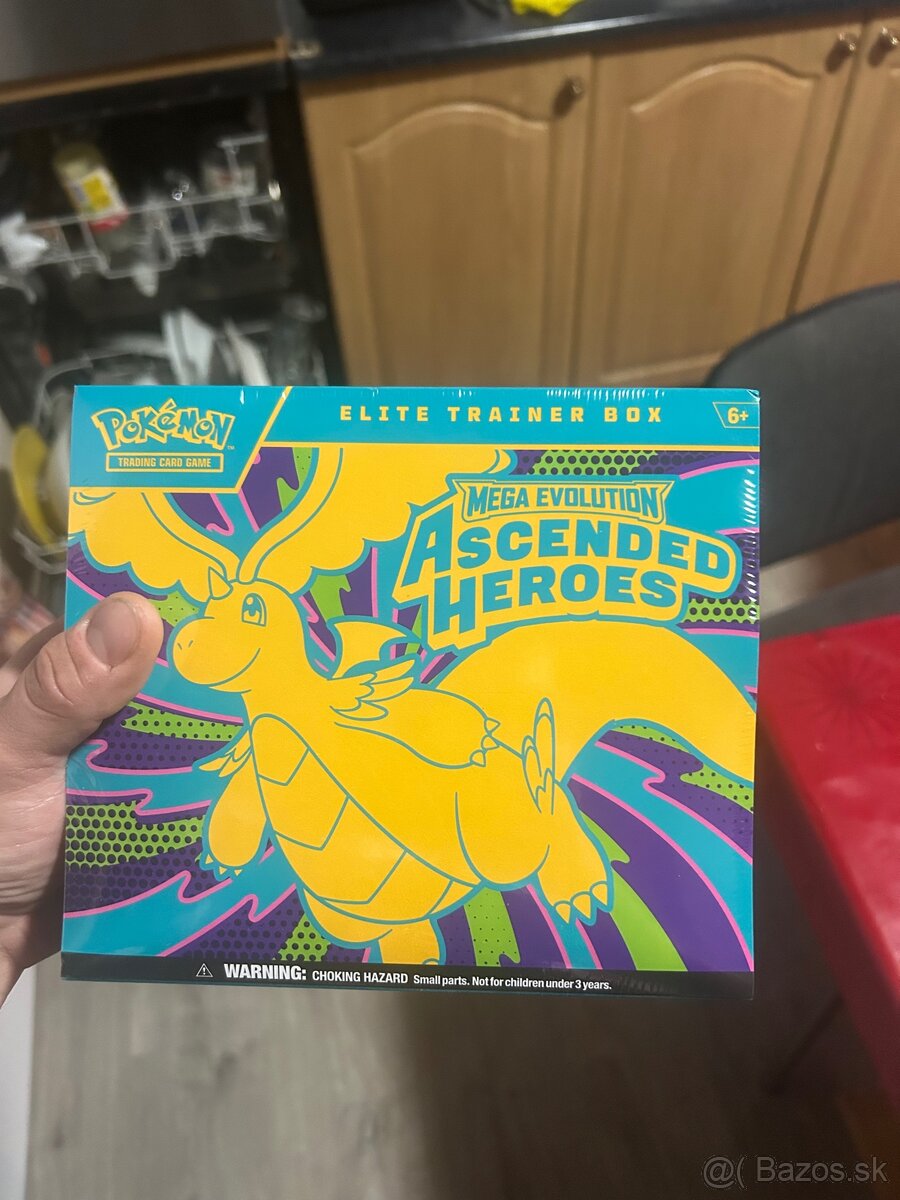 POKéMON™
TRADING CARD GAME
ELITE TRAINER BOX
6+
MEGA EVOLUTION
ASCENDED
HEROES
WARNING: CHOKING HAZARD Small parts. Not for children under 3 years.
@( Bazos.sk